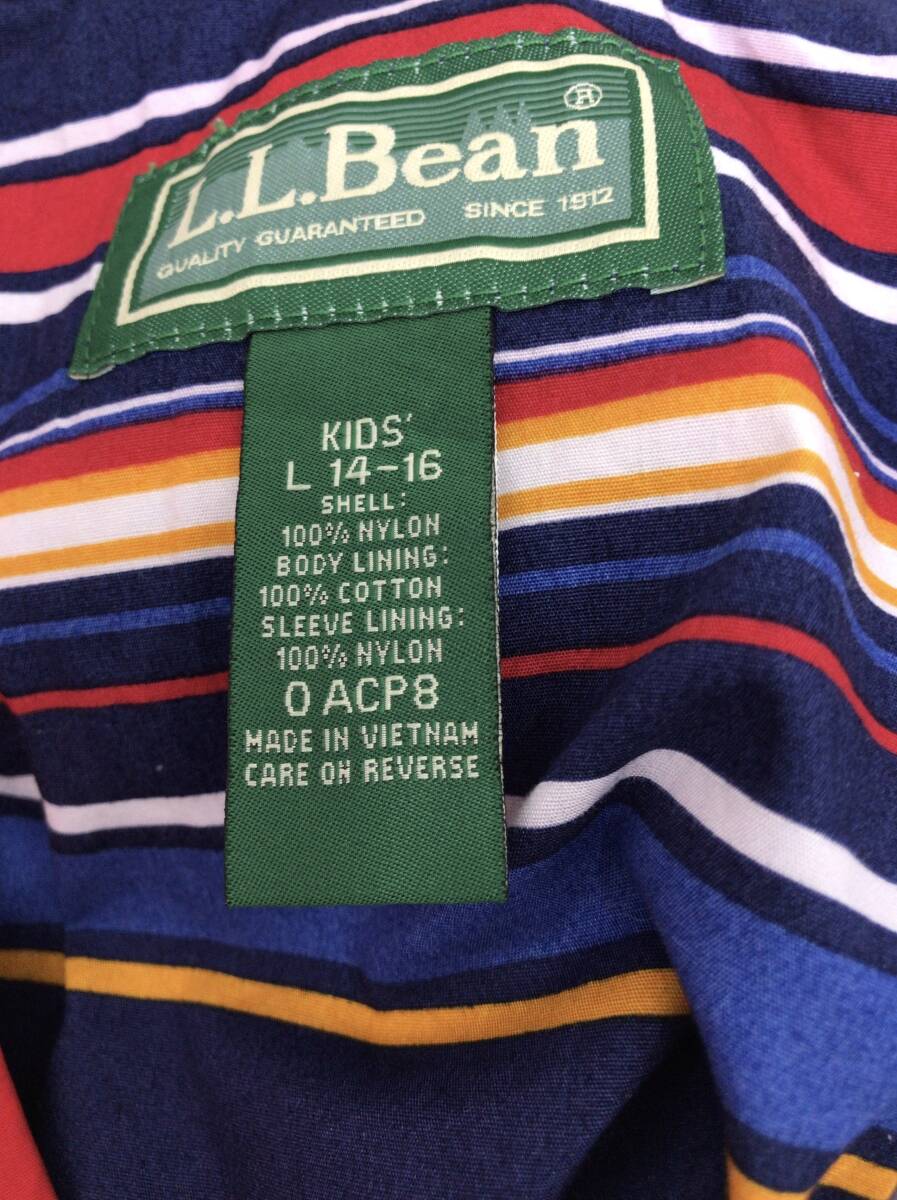 L.L.Bean®
QUALITY GUARANTEED SINCE 1912
KIDS'
L 14-16
SHELL:
100% NYLON
BODY LINING:
100% COTTON
SLEEVE LINING:
100% NYLON
0 ACP8
MADE IN VIETNAM
CARE ON REVERSE